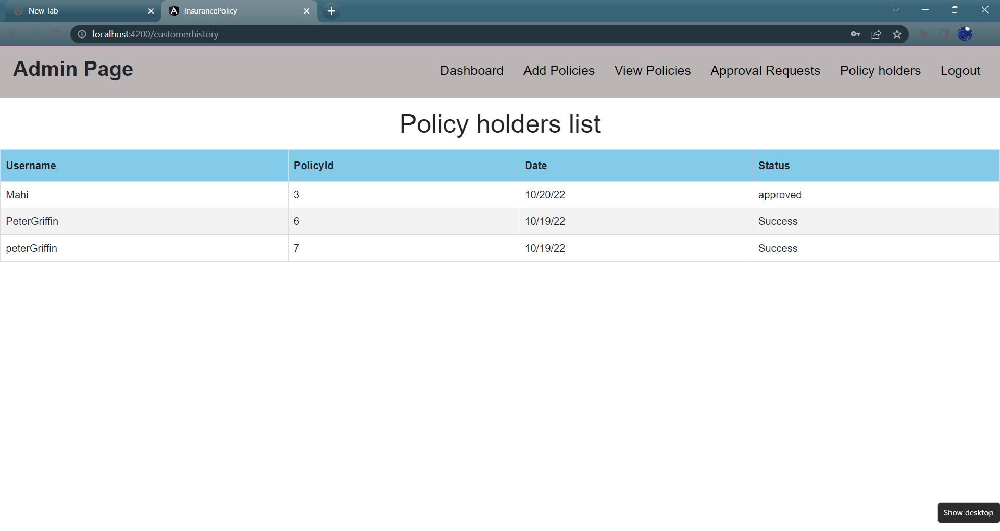 New Tab
InsurancePolicy
localhost:4200/customerhistory
Admin Page
Dashboard Add Policies View Policies Approval Requests Policy holders Logout
Policy holders list
Username PolicyId Date Status
Mahi 3 10/20/22 approved
PeterGriffin 6 10/19/22 Success
peterGriffin 7 10/19/22 Success
Show desktop